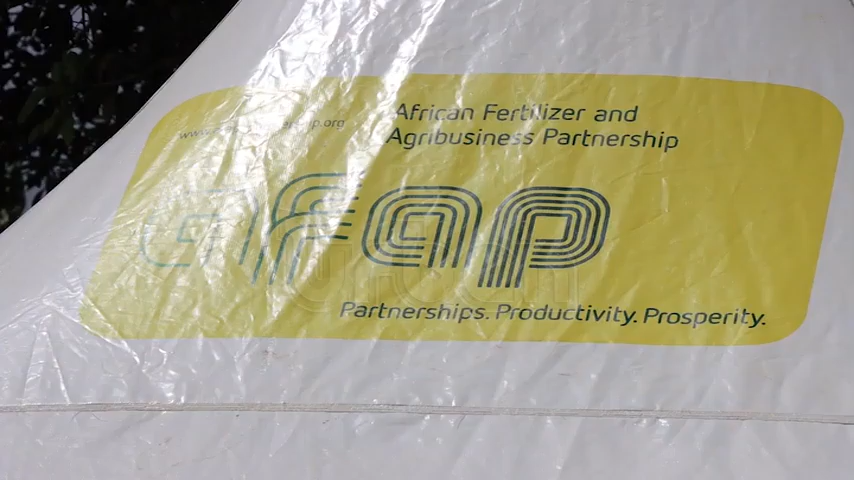 African Fertilizer and
Agribusiness Partnership
afap
Partnerships. Productivity. Prosperity.